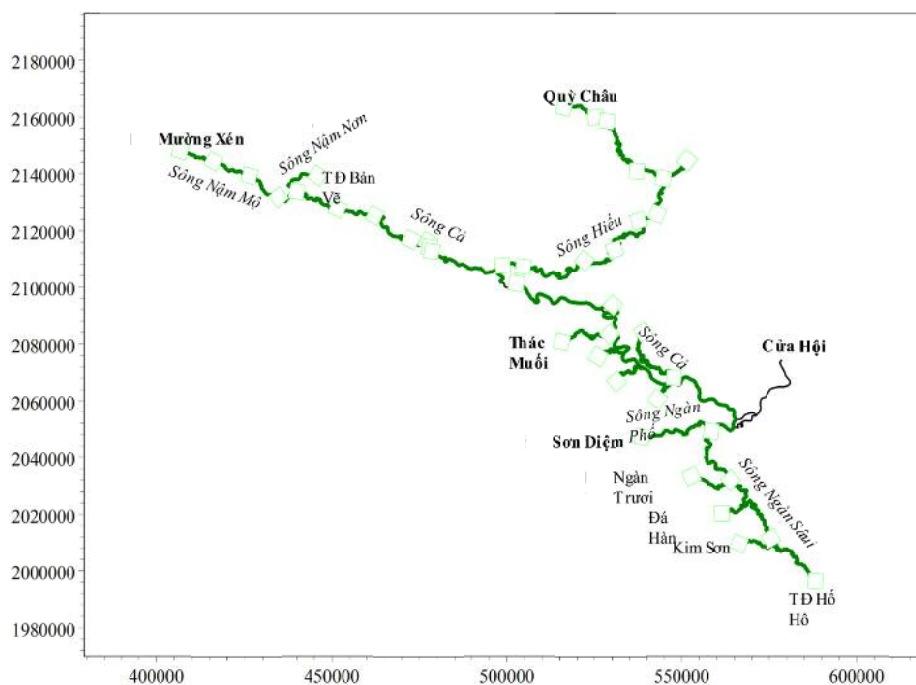 2180000
2160000
2140000
2120000
2100000
2080000
2060000
2040000
2020000
2000000
1980000
Quỳ Châu
Mường Xén
Sông Nậm Nơn
Sông Nậm Mộ
TĐ Bản
Vẽ
Sông Cả
Sông Hiếu
Thác
Muối
Sông Cả
Cửa Hội
Sông Ngàn
Phố
Sơn Diệm
Ngàn
Trươi
Sông Ngàn Sâui
Đá
Hàn
Kim Sơn
TĐ Hố
Hô
400000
450000
500000
550000
600000